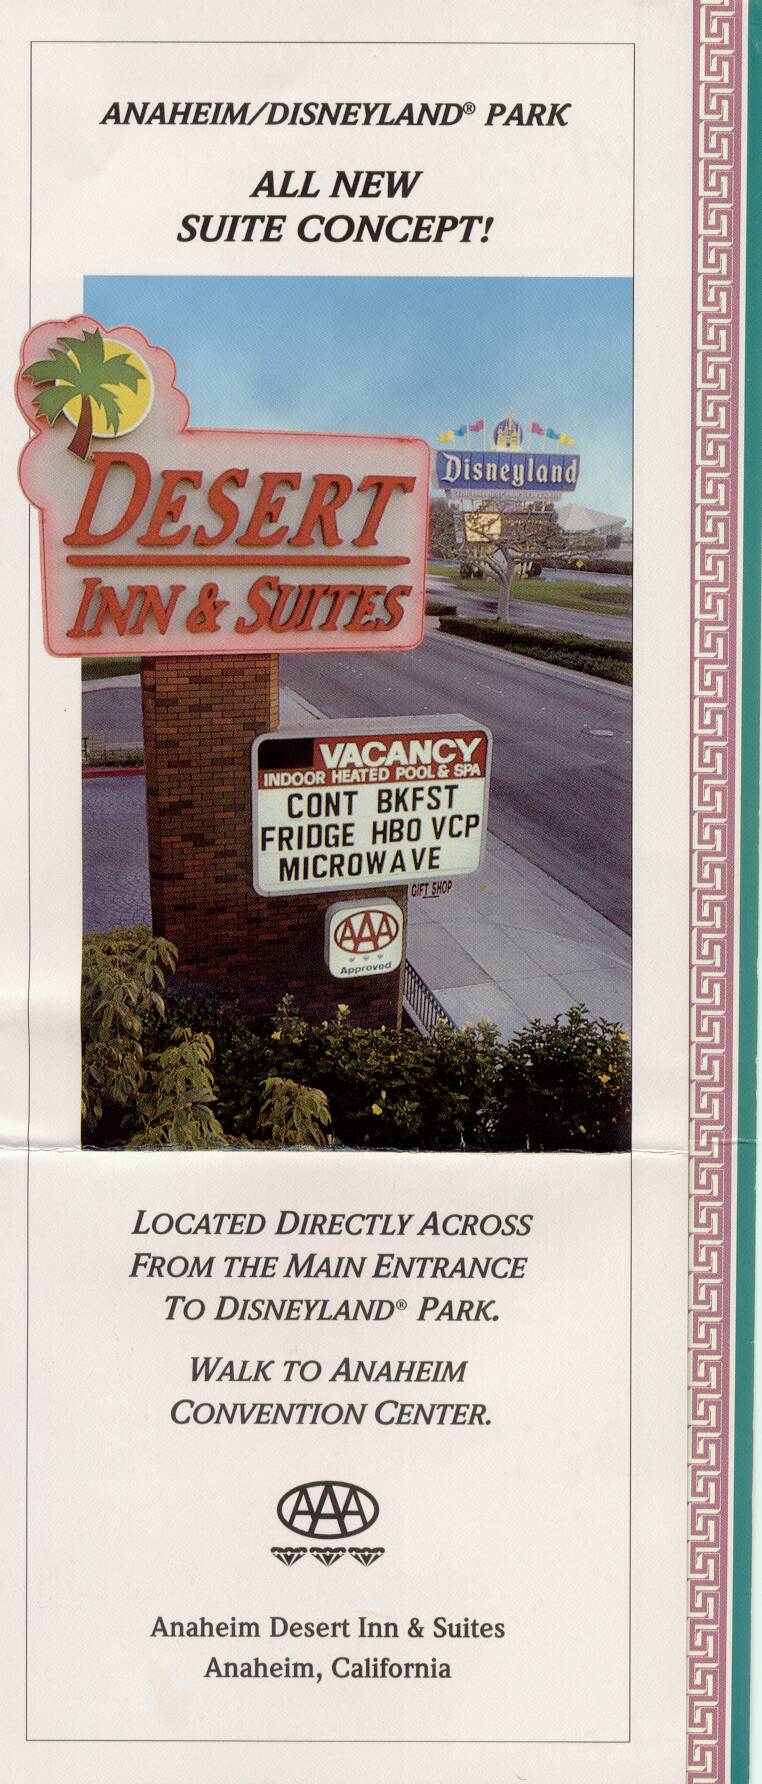 ANAHEIM/DISNEYLAND® PARK
ALL NEW
SUITE CONCEPT!
DESERT
INN & SUITES
Disneyland
VACANCY
INDOOR HEATED POOL & SPA
CONT BKFST
FRIDGE HBO VCP
MICROWAVE
GIFT SHOP
AAA
Approved
LOCATED DIRECTLY ACROSS
FROM THE MAIN ENTRANCE
TO DISNEYLAND® PARK.
WALK TO ANAHEIM
CONVENTION CENTER.
AAA
Anaheim Desert Inn & Suites
Anaheim, California